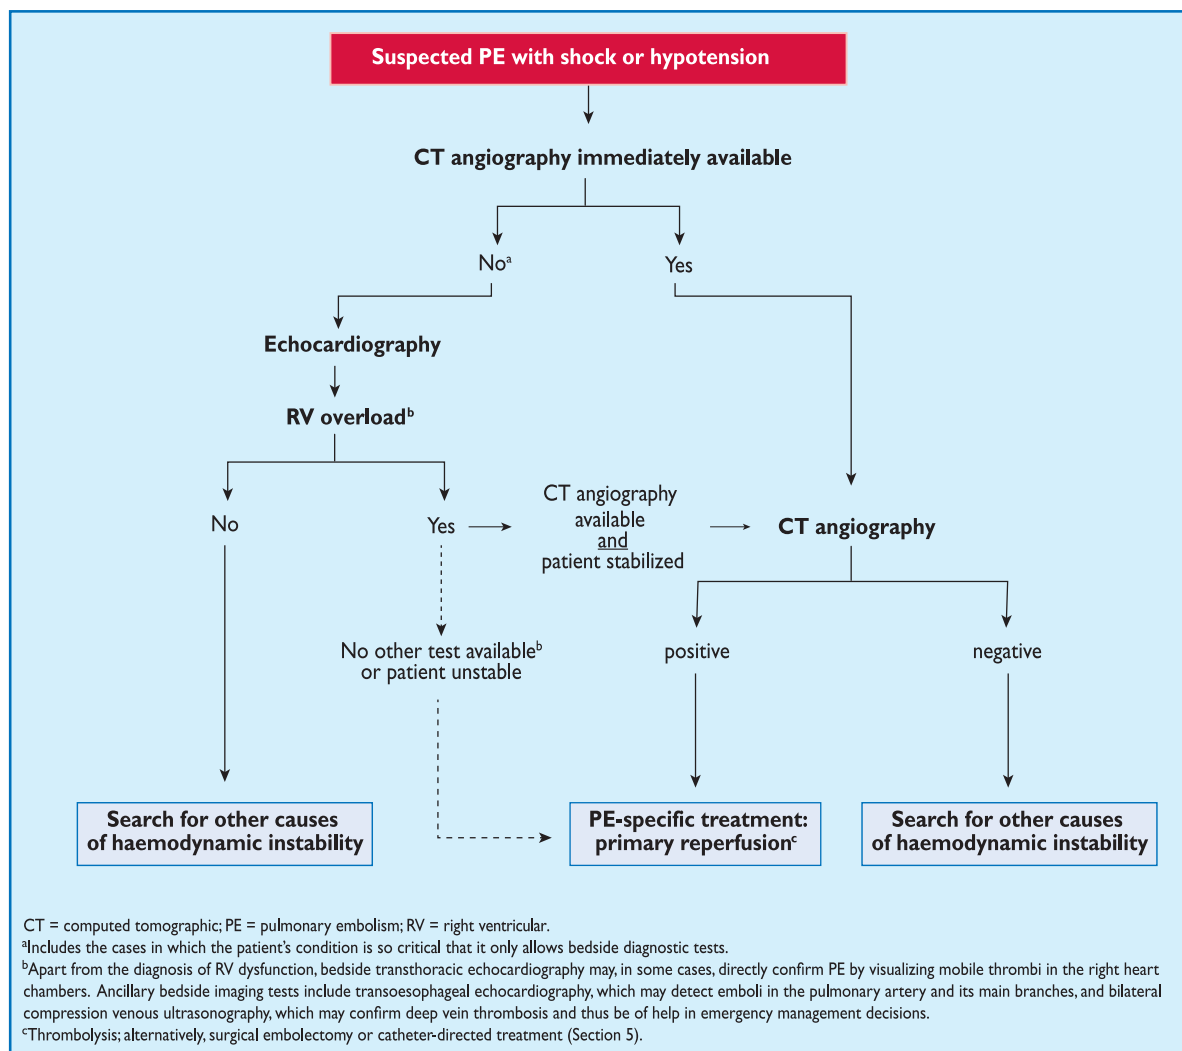 Suspected PE with shock or hypotension
CT angiography immediately available
Noᵃ
Yes
Echocardiography
RV overloadᵇ
No
Yes
CT angiography
available
and
patient stabilized
CT angiography
No other test availableᵇ
or patient unstable
positive
negative
Search for other causes
of haemodynamic instability
PE-specific treatment:
primary reperfusionᶜ
Search for other causes
of haemodynamic instability
CT = computed tomographic; PE = pulmonary embolism; RV = right ventricular.
ᵃIncludes the cases in which the patient’s condition is so critical that it only allows bedside diagnostic tests.
ᵇApart from the diagnosis of RV dysfunction, bedside transthoracic echocardiography may, in some cases, directly confirm PE by visualizing mobile thrombi in the right heart
chambers. Ancillary bedside imaging tests include transoesophageal echocardiography, which may detect emboli in the pulmonary artery and its main branches, and bilateral
compression venous ultrasonography, which may confirm deep vein thrombosis and thus be of help in emergency management decisions.
ᶜThrombolysis; alternatively, surgical embolectomy or catheter-directed treatment (Section 5).